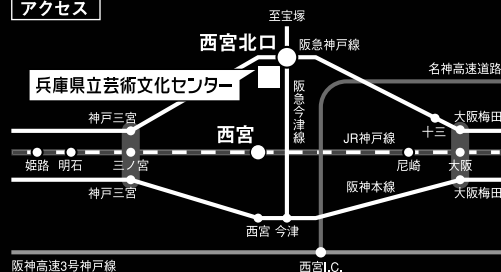 アクセス
至宝塚
西宮北口
阪急神戸線
名神高速道路
兵庫県立芸術文化センター
阪急今津線
神戸三宮
西宮
JR神戸線
十三
大阪梅田
姫路
明石
三ノ宮
尼崎
大阪
神戸三宮
阪神本線
大阪梅田
西宮
今津
阪神高速3号神戸線
西宮I.C.